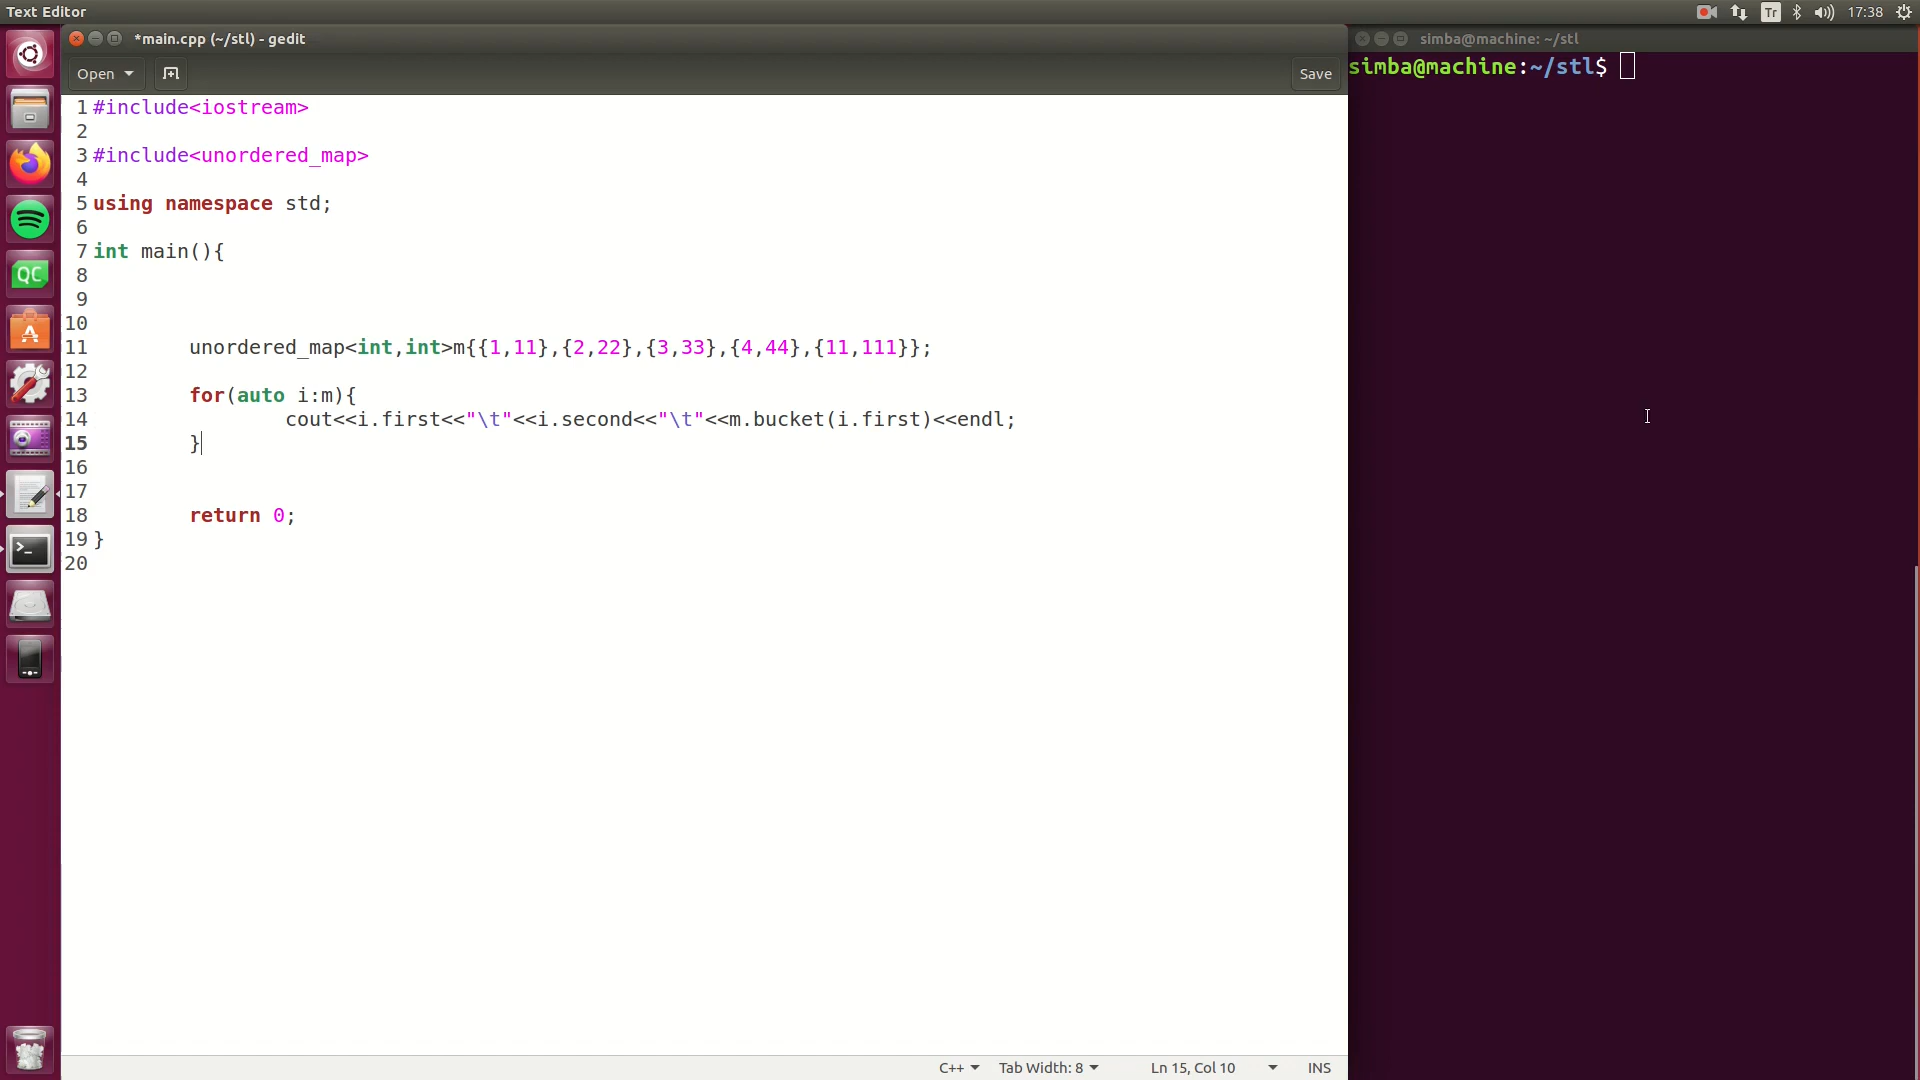 Text Editor
Tr
17:38
*main.cpp (~/stl) - gedit
simba@machine: ~/stl
Open
Save
simba@machine:~/stl$
1 #include<iostream>
2
3 #include<unordered_map>
4
5 using namespace std;
6
7 int main(){
8
9
10
11 unordered_map<int,int>m{{1,11},{2,22},{3,33},{4,44},{11,111}};
12
13 for(auto i:m){
14 cout<<i.first<<"\t"<<i.second<<"\t"<<m.bucket(i.first)<<endl;
15 }
16
17
18 return 0;
19 }
20
QC
A
>_
C++
Tab Width: 8
Ln 15, Col 10
INS